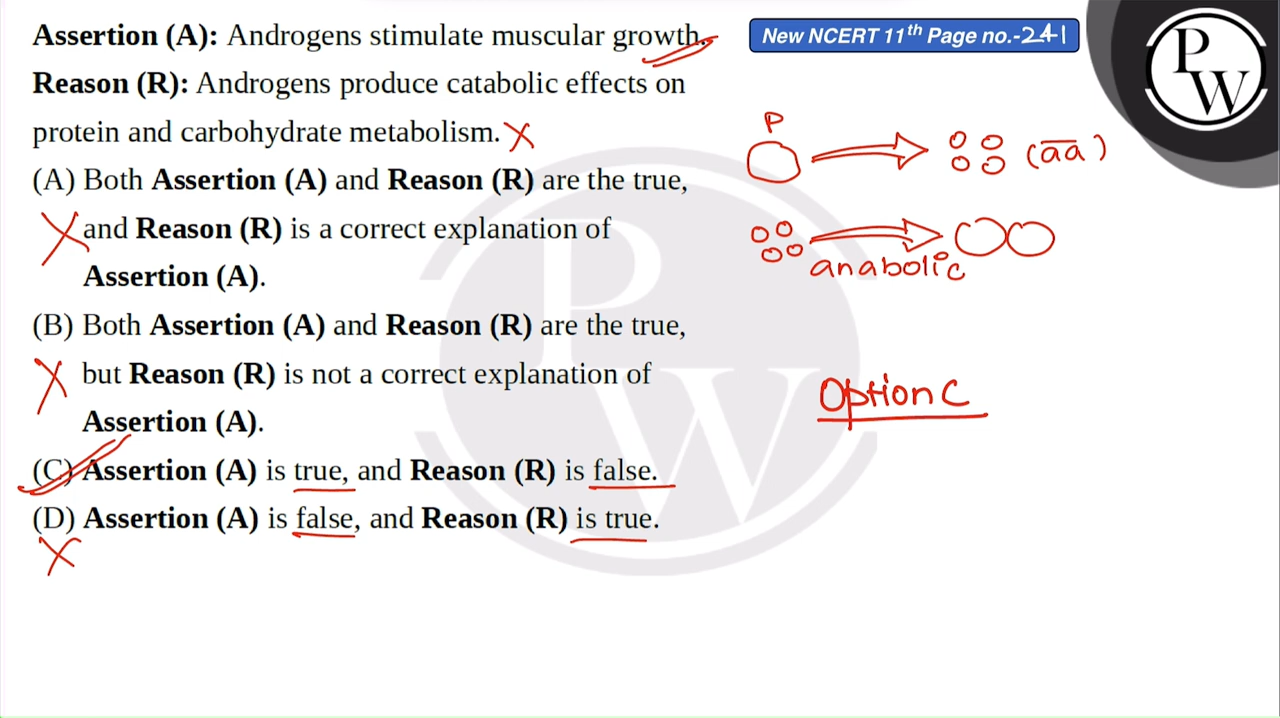 Assertion (A): Androgens stimulate muscular growth.
Reason (R): Androgens produce catabolic effects on
protein and carbohydrate metabolism.
(A) Both Assertion (A) and Reason (R) are the true,
and Reason (R) is a correct explanation of
Assertion (A).
(B) Both Assertion (A) and Reason (R) are the true,
but Reason (R) is not a correct explanation of
Assertion (A).
(C) Assertion (A) is true, and Reason (R) is false.
(D) Assertion (A) is false, and Reason (R) is true.
New NCERT 11th Page no.-241
P
(aa)
anabolic
Option C
PW
PW